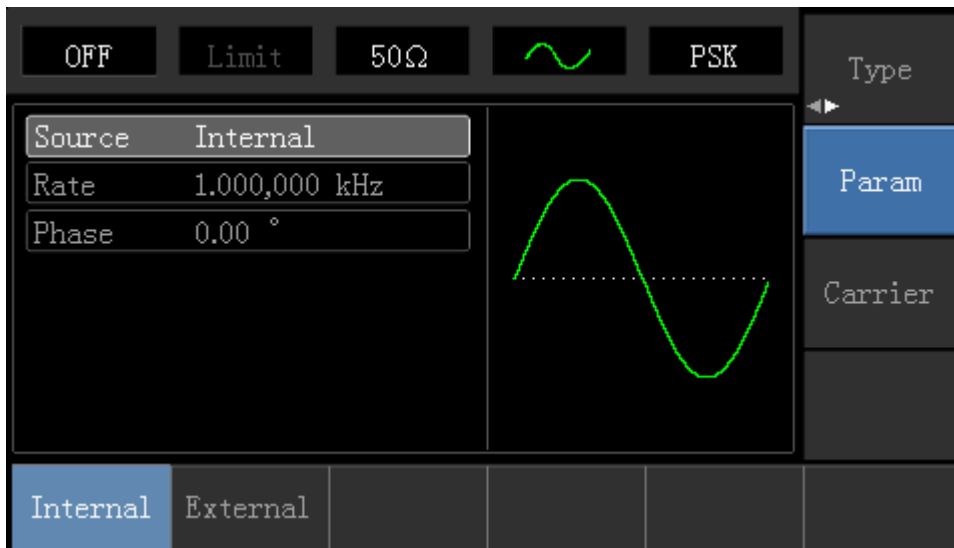 OFF Limit 50Ω PSK Type
Source Internal
Rate 1.000,000 kHz
Phase 0.00 °
Param
Carrier
Internal External